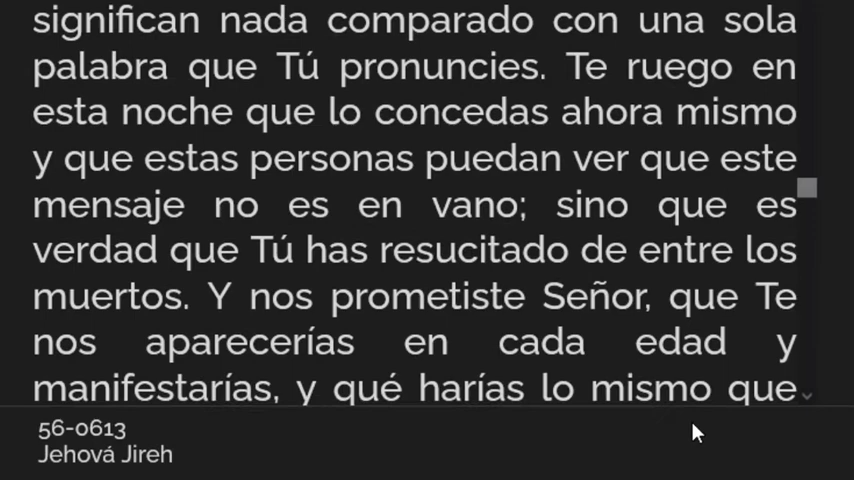 significan nada comparado con una sola
palabra que Tú pronuncies. Te ruego en
esta noche que lo concedas ahora mismo
y que estas personas puedan ver que este
mensaje no es en vano; sino que es
verdad que Tú has resucitado de entre los
muertos. Y nos prometiste Señor, que Te
nos aparecerías en cada edad y
manifestarías, y qué harías lo mismo que
56-0613
Jehová Jireh